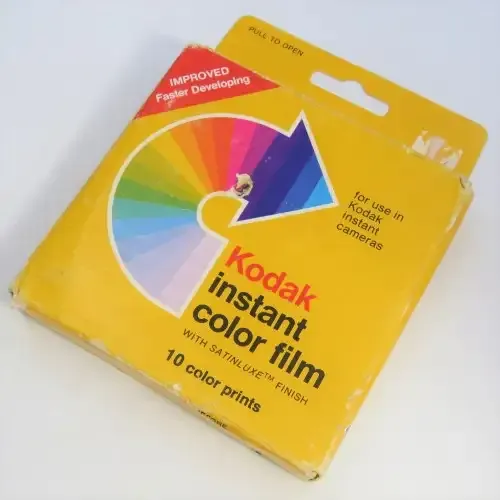 PULL TO OPEN
IMPROVED
Faster Developing
for use in
Kodak
instant
cameras
Kodak
instant
color film
WITH SATINLUXE™ FINISH
10 color prints